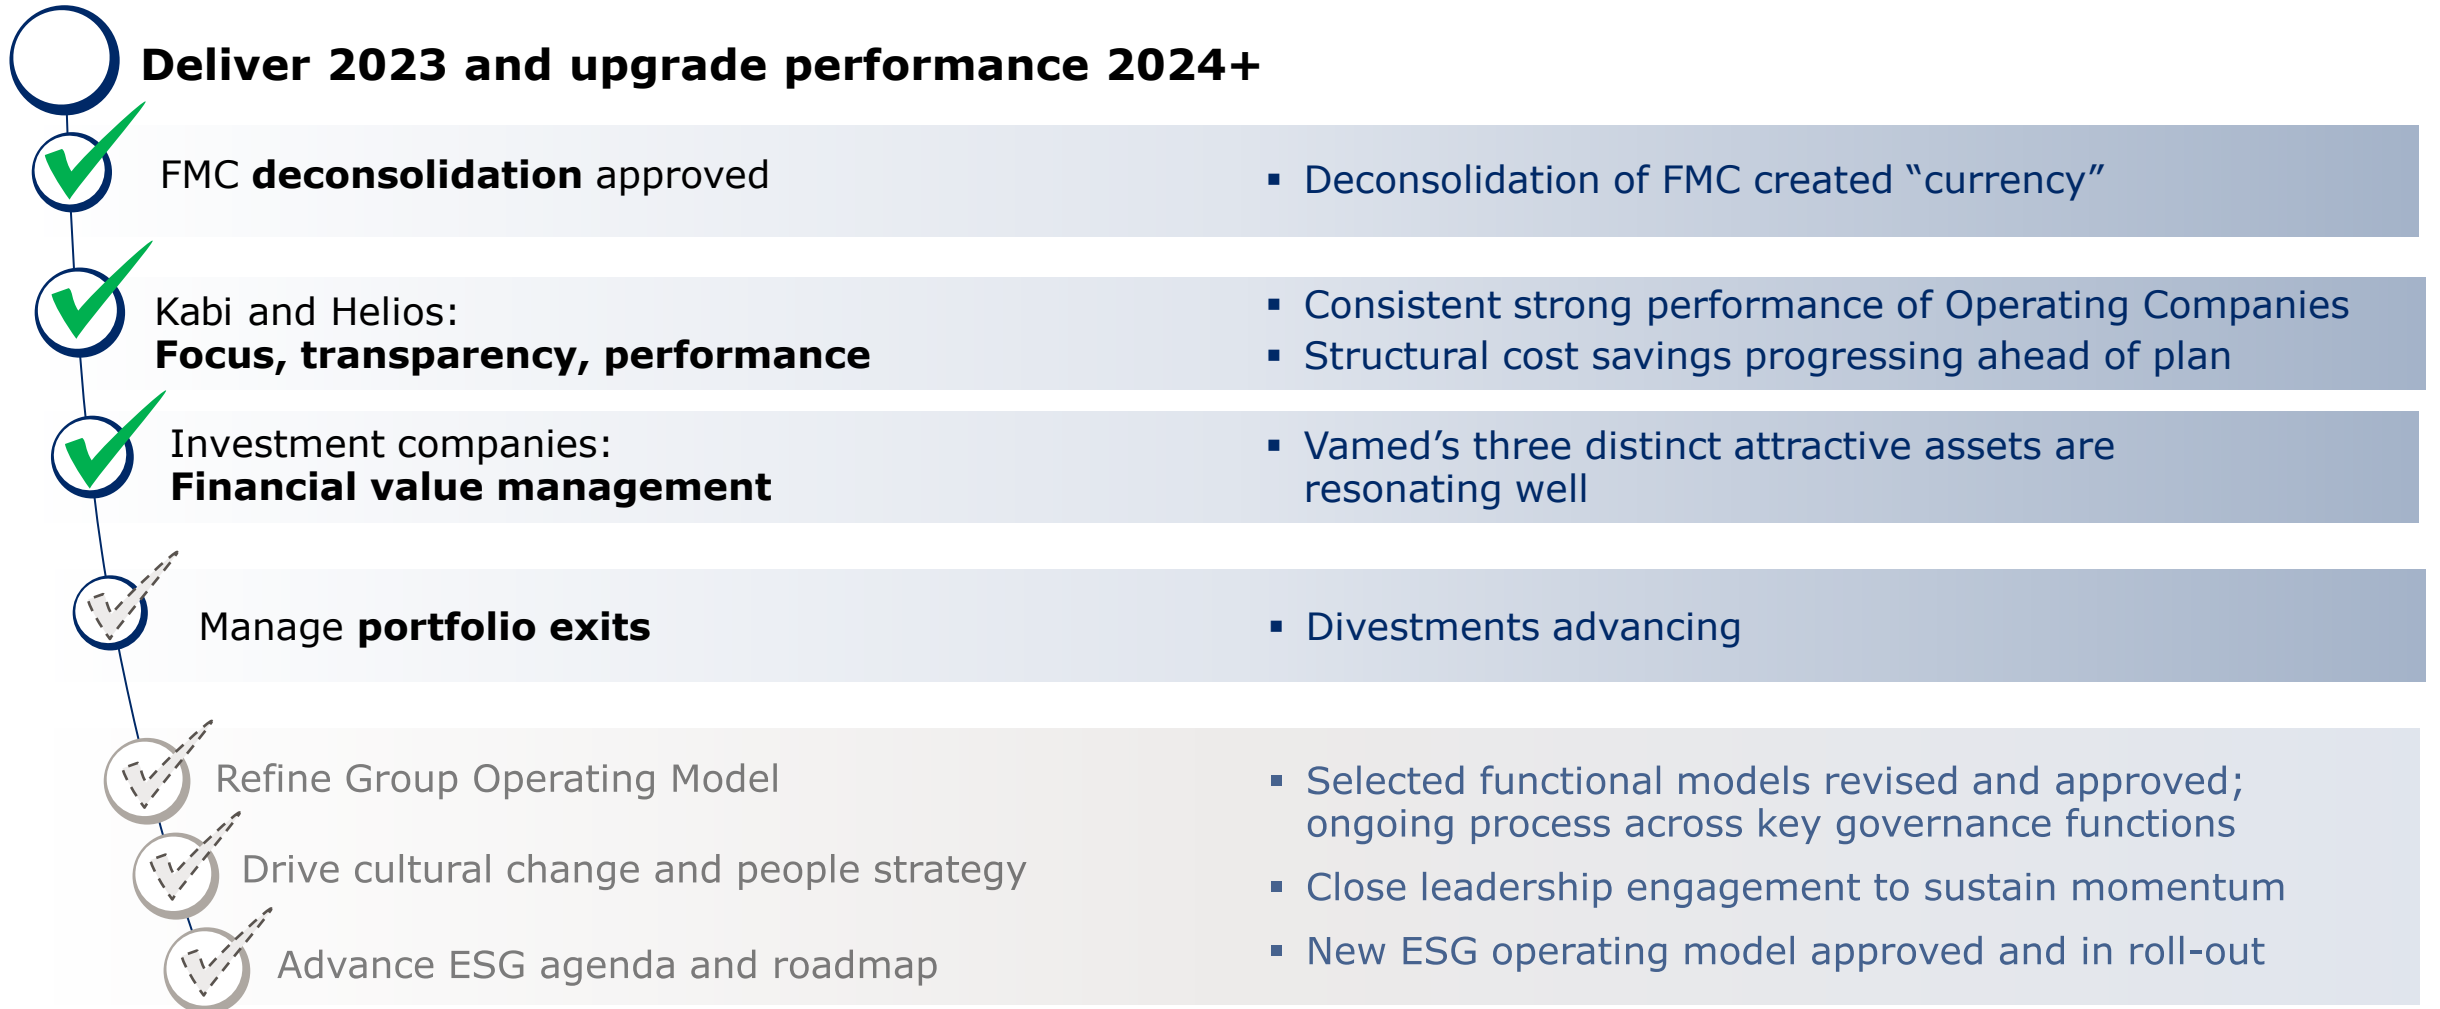 Deliver 2023 and upgrade performance 2024+
FMC deconsolidation approved
▪ Deconsolidation of FMC created “currency”
Kabi and Helios:
Focus, transparency, performance
▪ Consistent strong performance of Operating Companies
▪ Structural cost savings progressing ahead of plan
Investment companies:
Financial value management
▪ Vamed’s three distinct attractive assets are
resonating well
Manage portfolio exits
▪ Divestments advancing
Refine Group Operating Model
▪ Selected functional models revised and approved;
ongoing process across key governance functions
Drive cultural change and people strategy
▪ Close leadership engagement to sustain momentum
Advance ESG agenda and roadmap
▪ New ESG operating model approved and in roll-out